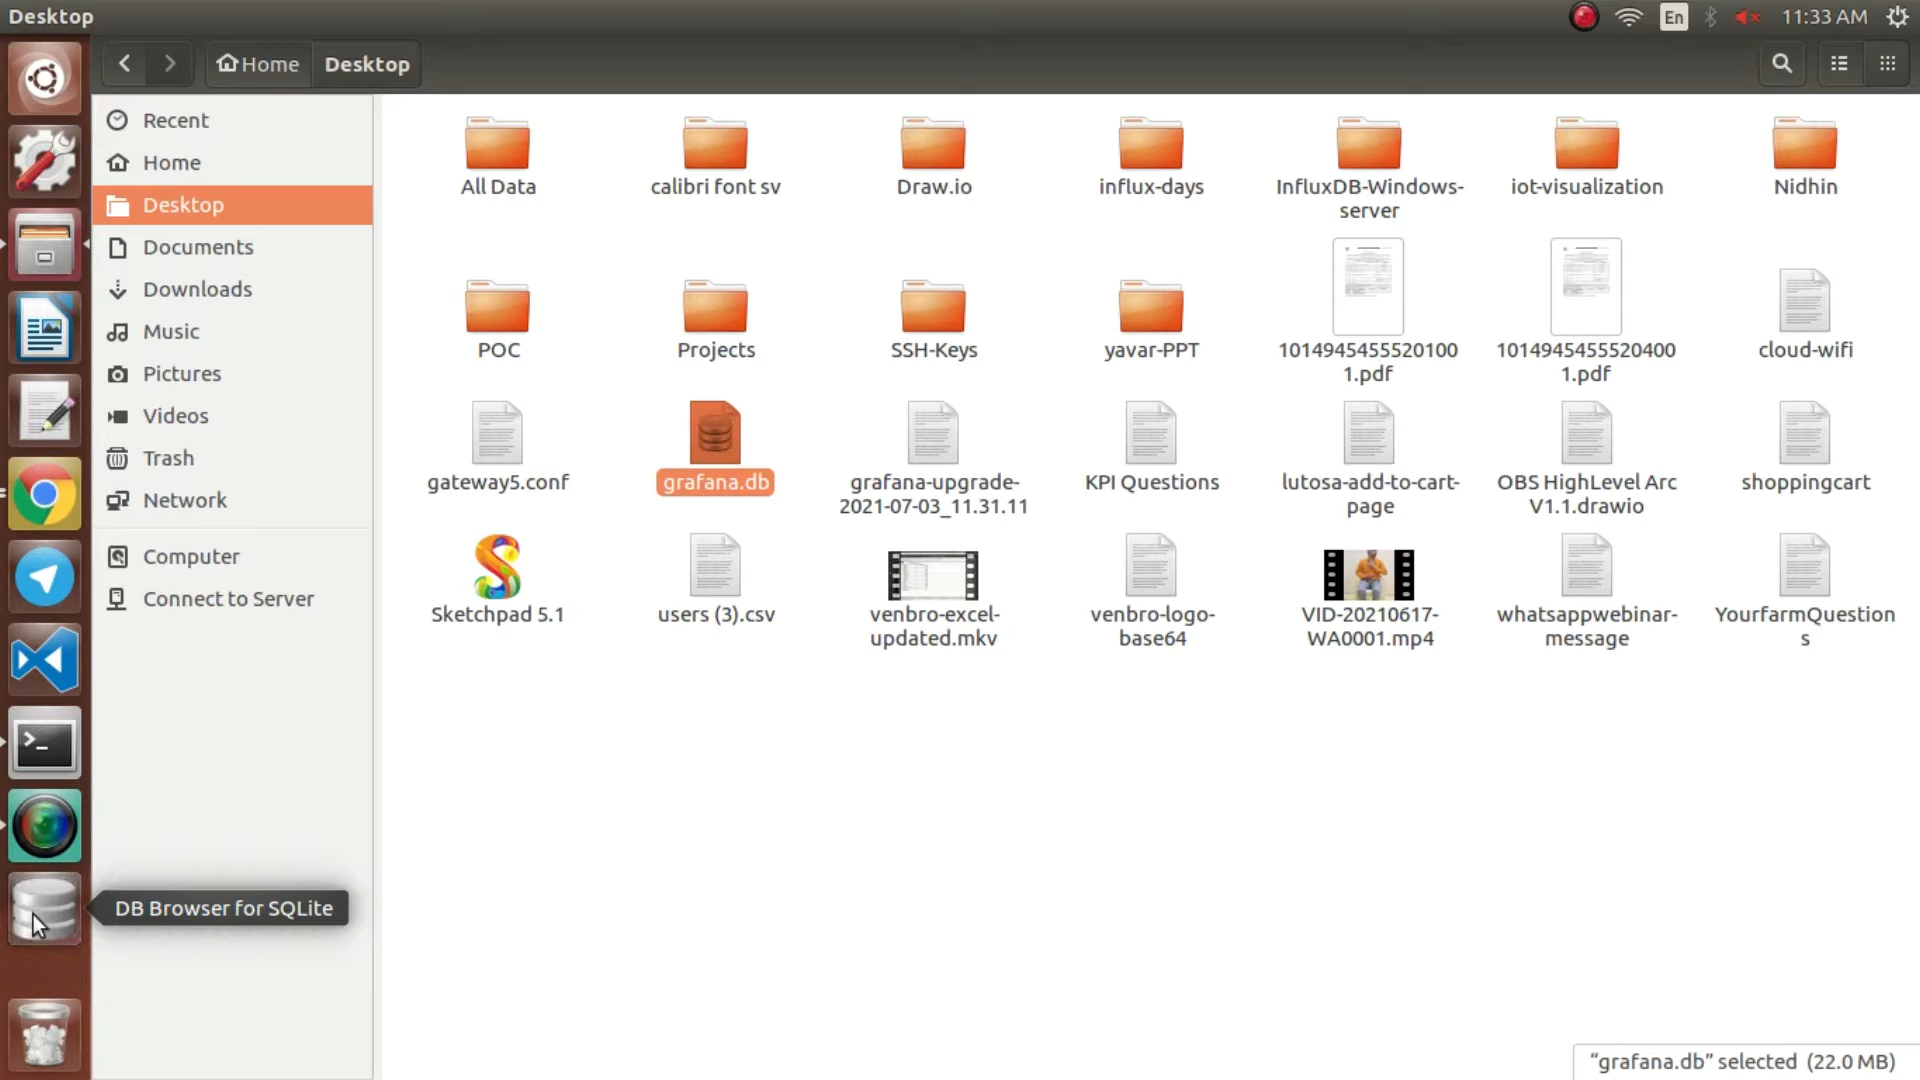 Desktop
En
11:33 AM
Home
Desktop
Recent
Home
Desktop
Documents
Downloads
Music
Pictures
Videos
Trash
Network
Computer
Connect to Server
All Data
calibri font sv
Draw.io
influx-days
InfluxDB-Windows-
server
iot-visualization
Nidhin
POC
Projects
SSH-Keys
yavar-PPT
1014945455520100
1.pdf
1014945455520400
1.pdf
cloud-wifi
gateway5.conf
grafana.db
grafana-upgrade-
2021-07-03_11.31.11
KPI Questions
lutosa-add-to-cart-
page
OBS HighLevel Arc
V1.1.drawio
shoppingcart
Sketchpad 5.1
users (3).csv
venbro-excel-
updated.mkv
venbro-logo-
base64
VID-20210617-
WA0001.mp4
whatsappwebinar-
message
YourfarmQuestion
s
DB Browser for SQLite
“grafana.db” selected (22.0 MB)